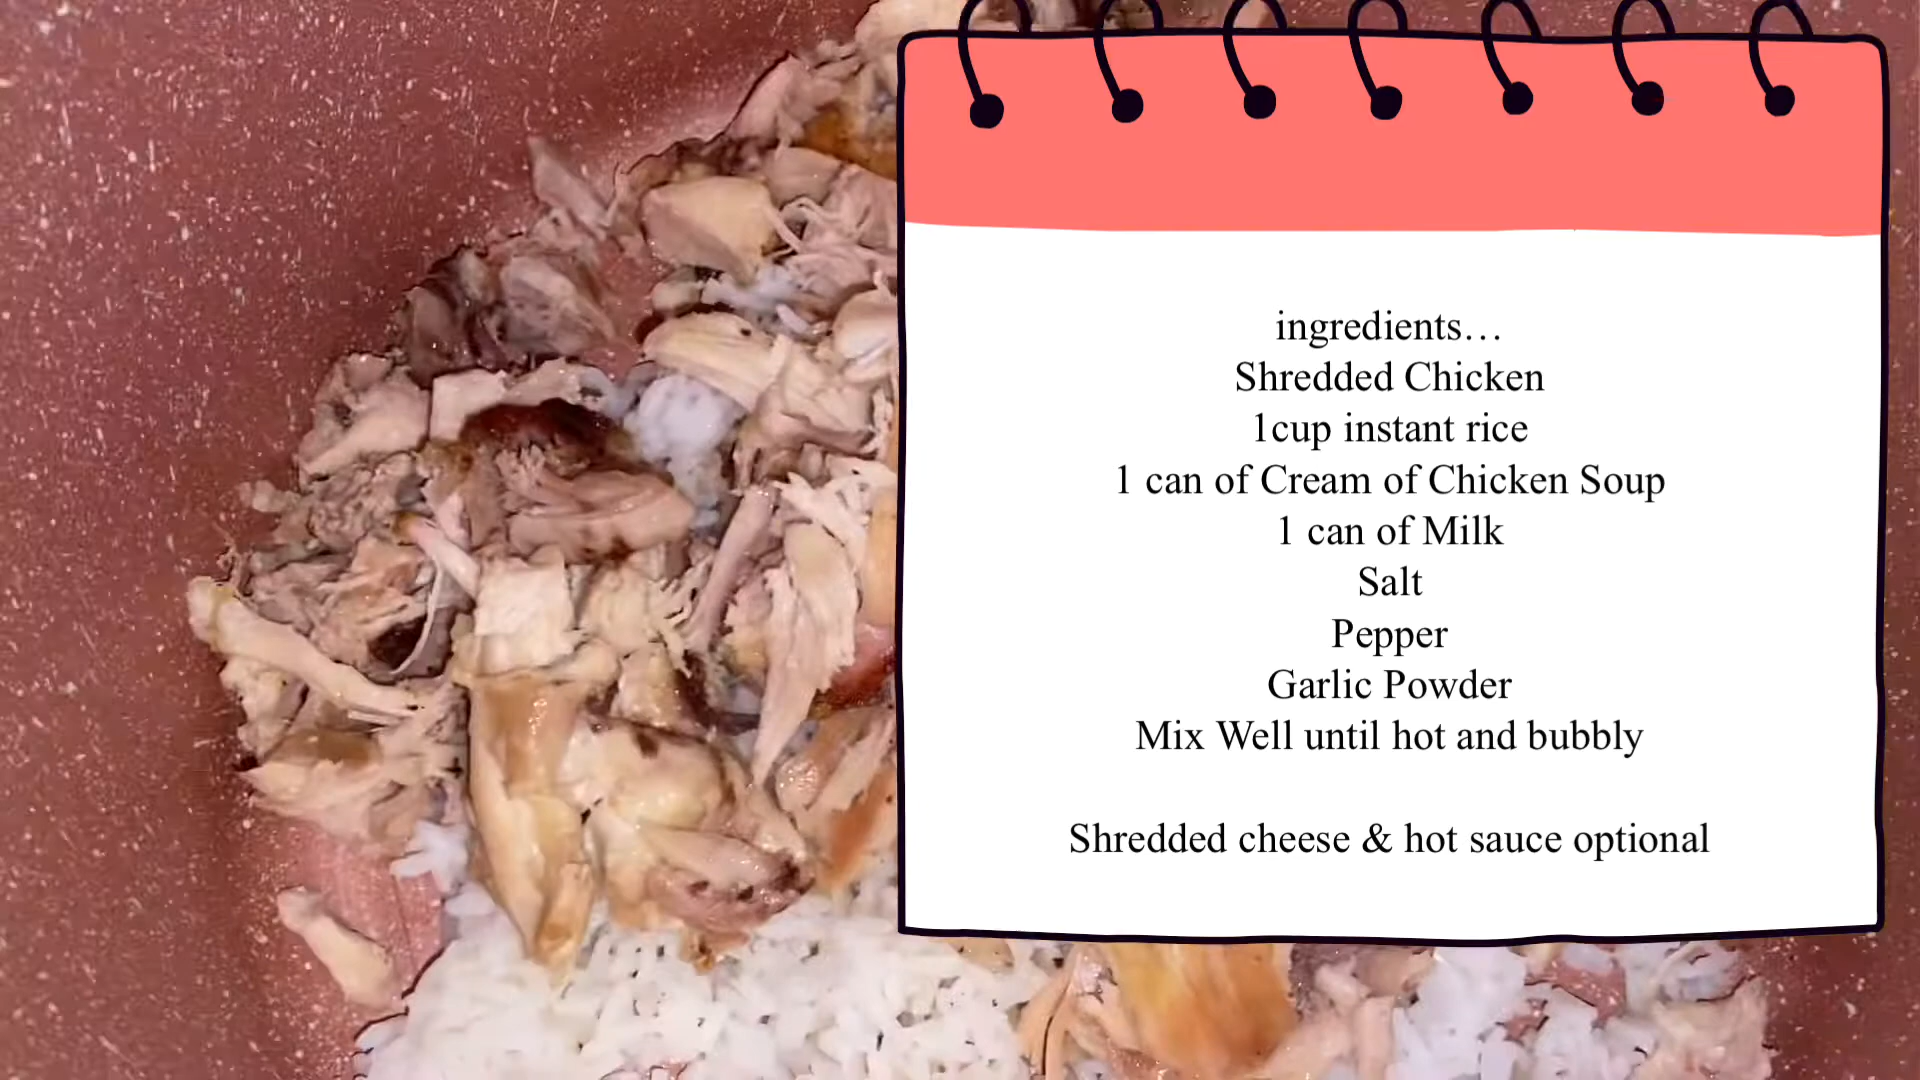 ingredients…
Shredded Chicken
1cup instant rice
1 can of Cream of Chicken Soup
1 can of Milk
Salt
Pepper
Garlic Powder
Mix Well until hot and bubbly
Shredded cheese & hot sauce optional